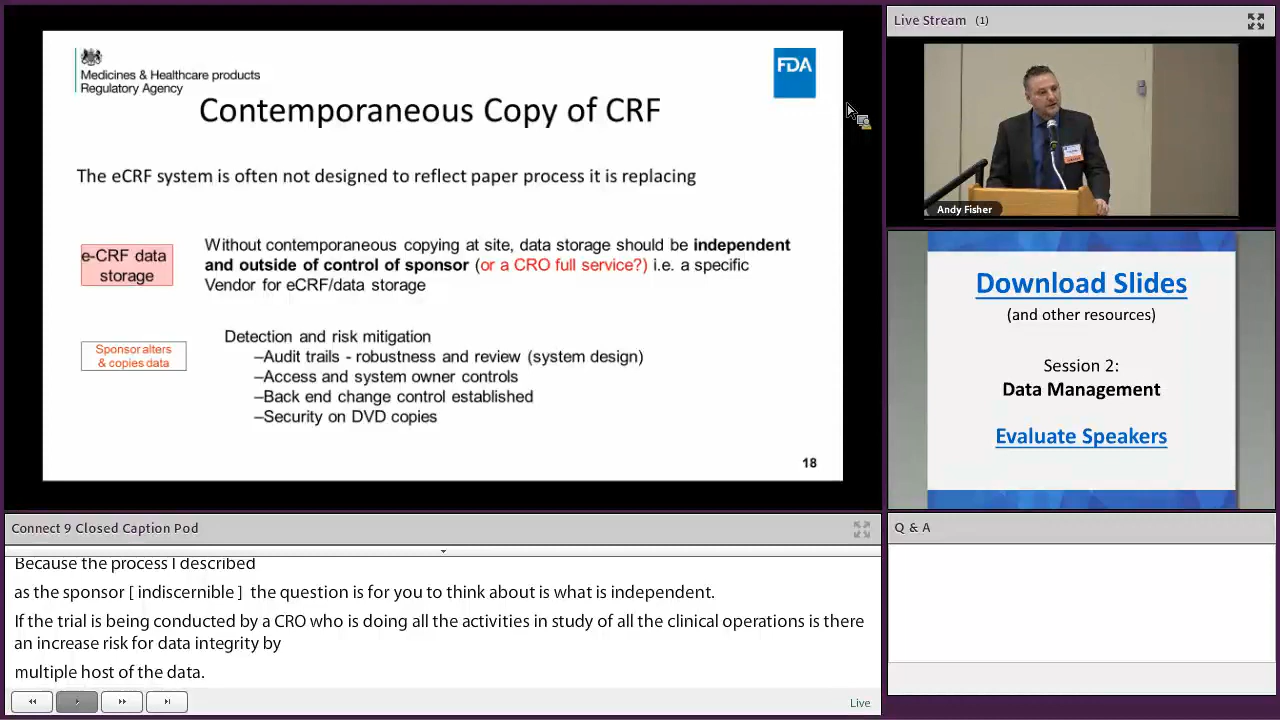 Medicines & Healthcare products
Regulatory Agency
FDA
Contemporaneous Copy of CRF
The eCRF system is often not designed to reflect paper process it is replacing
e-CRF data
storage
Without contemporaneous copying at site, data storage should be independent
and outside of control of sponsor (or a CRO full service?) i.e. a specific
Vendor for eCRF/data storage
Sponsor alters
& copies data
Detection and risk mitigation
–Audit trails - robustness and review (system design)
–Access and system owner controls
–Back end change control established
–Security on DVD copies
18
Live Stream (1)
Andy Fisher
Download Slides
(and other resources)
Session 2:
Data Management
Evaluate Speakers
Connect 9 Closed Caption Pod
Because the process I described
as the sponsor [ indiscernible ] the question is for you to think about is what is independent.
If the trial is being conducted by a CRO who is doing all the activities in study of all the clinical operations is there
an increase risk for data integrity by
multiple host of the data.
Live
Q & A